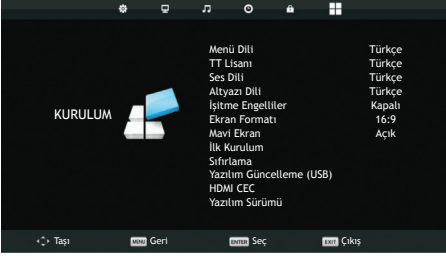 KURULUM
Menü Dili Türkçe
TT Lisanı Türkçe
Ses Dili Türkçe
Altyazı Dili Türkçe
İşitme Engelliler Kapalı
Ekran Formatı 16:9
Mavi Ekran Açık
İlk Kurulum
Sıfırlama
Yazılım Güncelleme (USB)
HDMI CEC
Yazılım Sürümü
Taşı MENU Geri ENTER Seç EXIT Çıkış